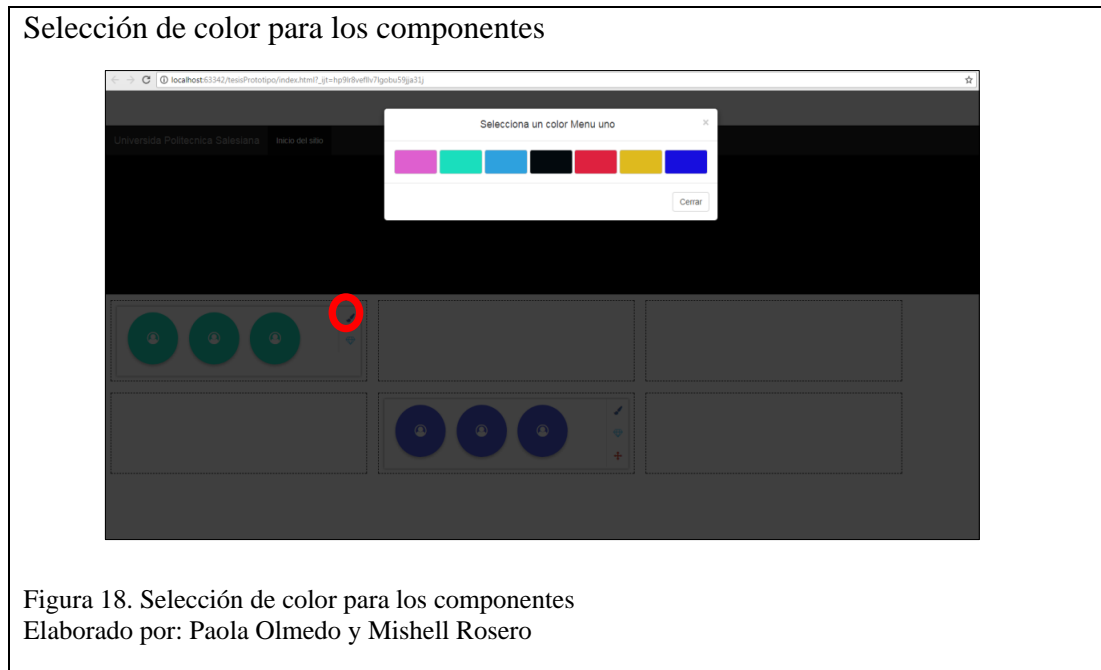 Selección de color para los componentes
localhost:63342/tesisPrototipo/index.html?_ijt=hp9lr8vefllv7lgobu59jja31j
Selecciona un color Menu uno
×
Universida Politecnica Salesiana Inicio del sitio
Cerrar
Figura 18. Selección de color para los componentes
Elaborado por: Paola Olmedo y Mishell Rosero